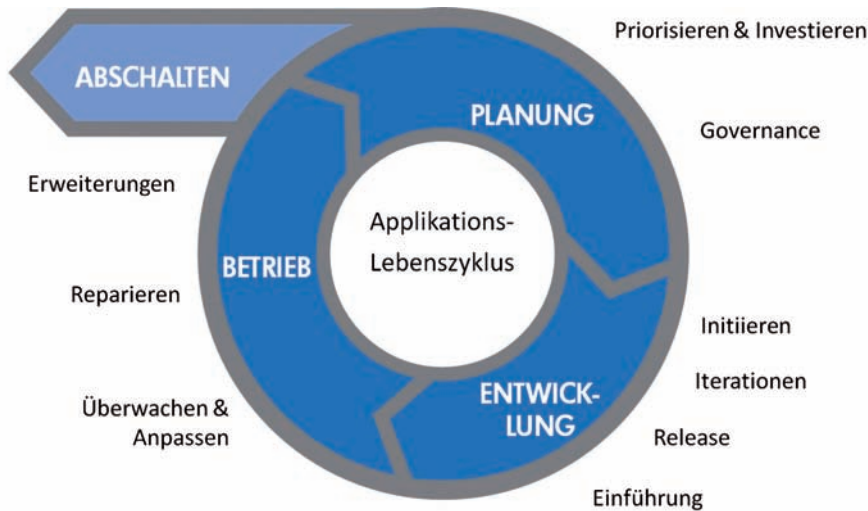 Priorisieren & Investieren
ABSCHALTEN
PLANUNG
Governance
Erweiterungen
Applikations-
Lebenszyklus
BETRIEB
Reparieren
Initiieren
Iterationen
ENTWICK-
LUNG
Überwachen &
Anpassen
Release
Einführung